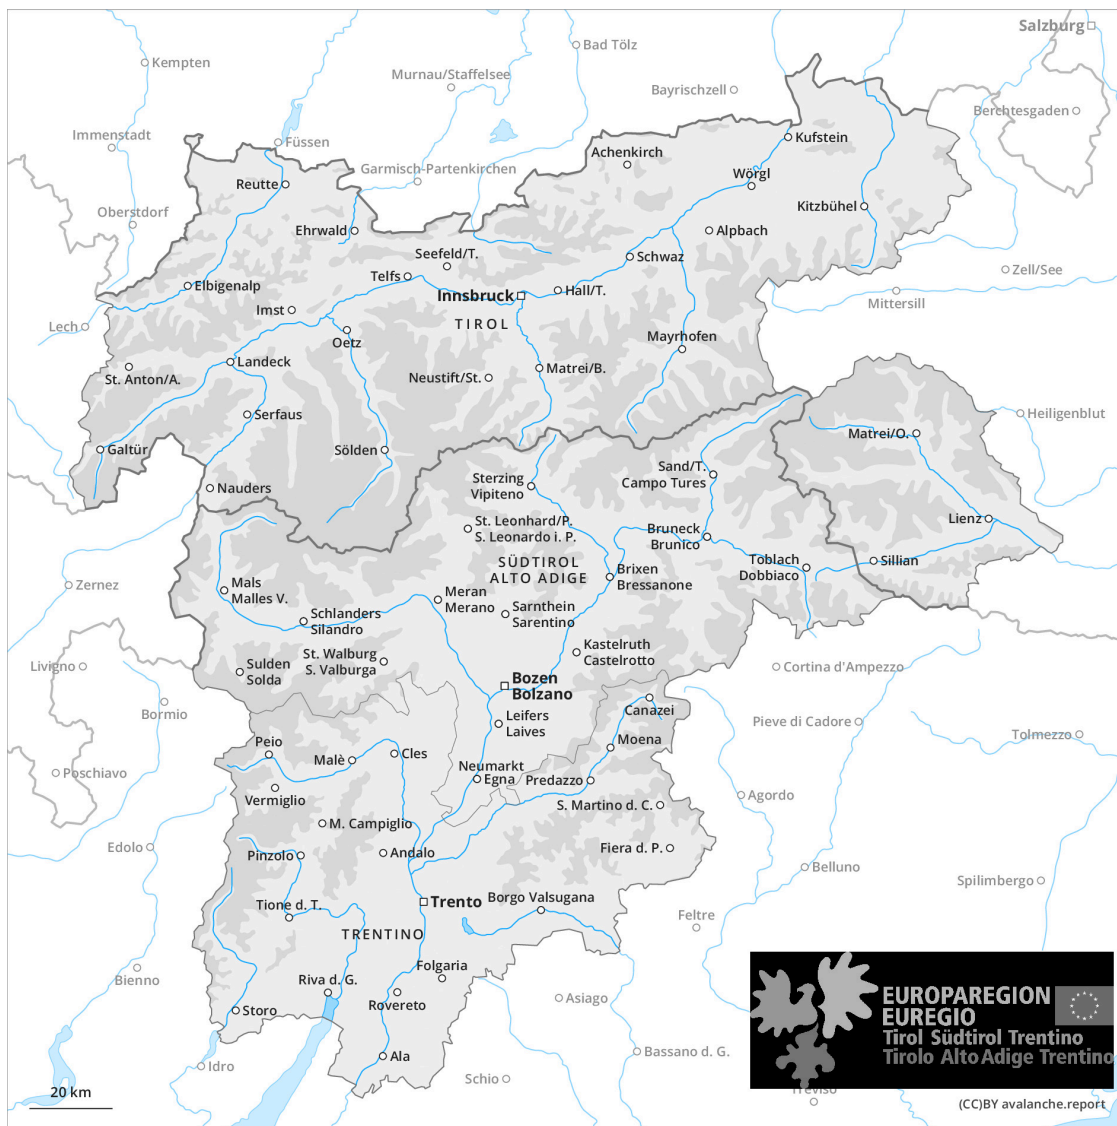 Salzburg
Bad Tölz
Kempten
Murnau/Staffelsee
Bayrischzell
Berchtesgaden
Immenstadt
Füssen
Achenkirch
Kufstein
Garmisch-Partenkirchen
Wörgl
Reutte
Kitzbühel
Oberstdorf
Ehrwald
Alpbach
Seefeld/T.
Schwaz
Telfs
Zell/See
Elbigenalp
Innsbruck
Hall/T.
Mittersill
Imst
TIROL
Lech
Oetz
Mayrhofen
Landeck
Matrei/B.
St. Anton/A.
Neustift/St.
Serfaus
Heiligenblut
Matrei/O.
Galtür
Sölden
Sand/T.
Campo Tures
Sterzing
Vipiteno
Nauders
Lienz
St. Leonhard/P.
S. Leonardo i. P.
Bruneck
Brunico
SÜDTIROL
ALTO ADIGE
Toblach
Dobbiaco
Sillian
Brixen
Bressanone
Zernez
Mals
Malles V.
Meran
Merano
Schlanders
Silandro
Sarnthein
Sarentino
Kastelruth
Castelrotto
St. Walburg
S. Valburga
Livigno
Sulden
Solda
Cortina d'Ampezzo
Bozen
Bolzano
Bormio
Canazei
Leifers
Laives
Pieve di Cadore
Tolmezzo
Peio
Malè
Cles
Moena
Poschiavo
Neumarkt
Egna
Predazzo
Vermiglio
Agordo
S. Martino d. C.
M. Campiglio
Edolo
Pinzolo
Andalo
Fiera d. P.
Belluno
Spilimbergo
Tione d. T.
Trento
Borgo Valsugana
Feltre
TRENTINO
Bienno
Folgaria
Riva d. G.
Rovereto
Asiago
Storo
EUROPAREGION
EUREGIO
Tirol Südtirol Trentino
Tirolo Alto Adige Trentino
Ala
Idro
Bassano d. G.
Schio
20 km
Treviso
(CC)BY avalanche.report